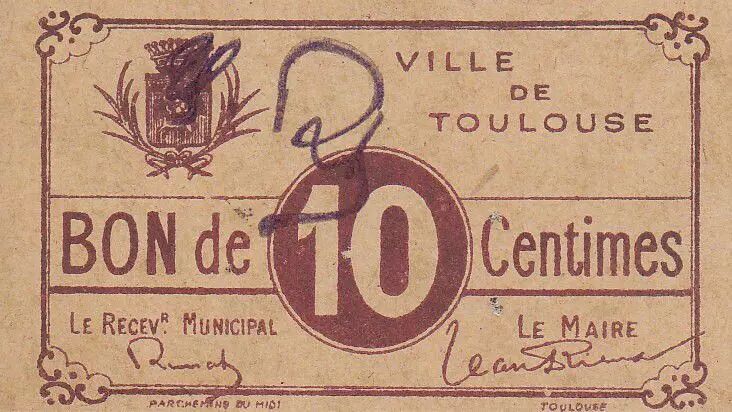 VILLE
DE
TOULOUSE
BON de 10 Centimes
LE RECEVR MUNICIPAL
LE MAIRE
PARCHEMINS DU MIDI TOULOUSE